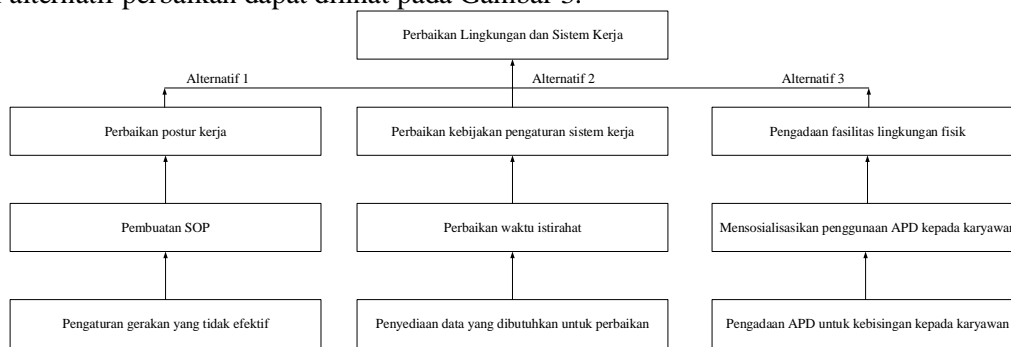 alternatif perbaikan dapat dilihat pada Gambar 3.
Perbaikan Lingkungan dan Sistem Kerja
Alternatif 1
Alternatif 2
Alternatif 3
Perbaikan postur kerja
Perbaikan kebijakan pengaturan sistem kerja
Pengadaan fasilitas lingkungan fisik
Pembuatan SOP
Perbaikan waktu istirahat
Mensosialisasikan penggunaan APD kepada karyawan
Pengaturan gerakan yang tidak efektif
Penyediaan data yang dibutuhkan untuk perbaikan
Pengadaan APD untuk kebisingan kepada karyawan